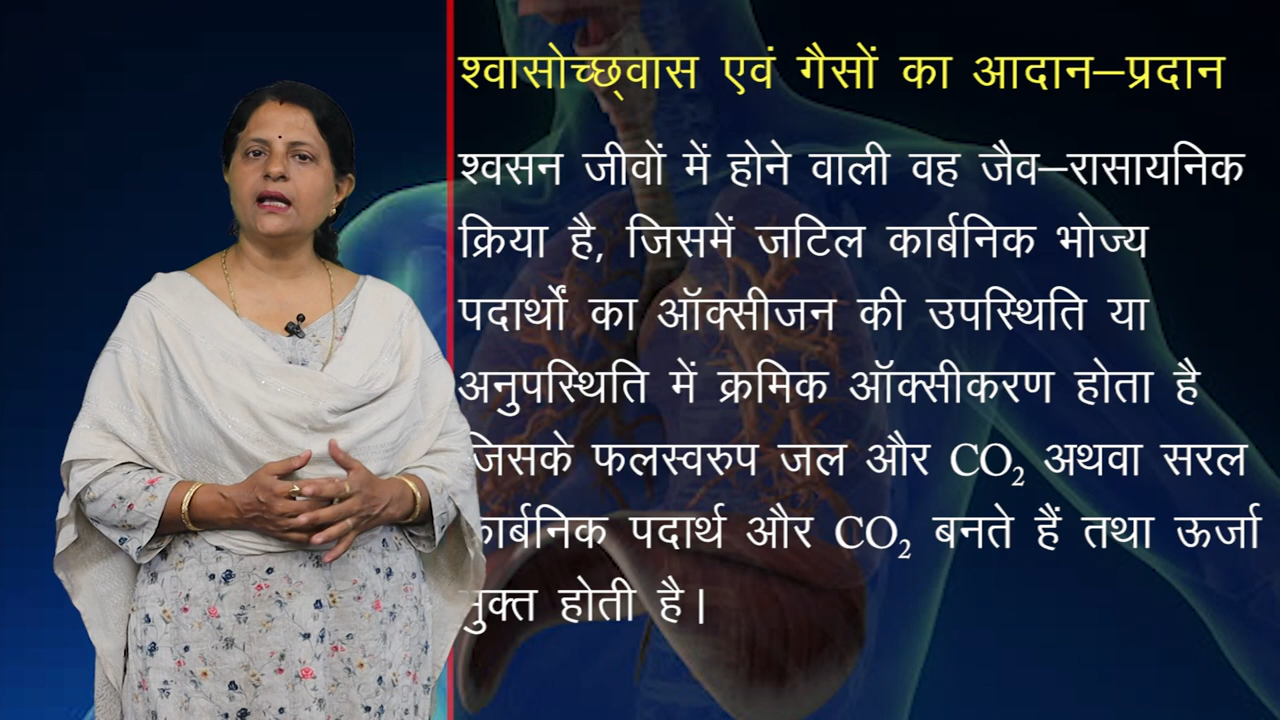 श्वासोच्छ्वास एवं गैसों का आदान–प्रदान
श्वसन जीवों में होने वाली वह जैव–रासायनिक
क्रिया है, जिसमें जटिल कार्बनिक भोज्य
पदार्थों का ऑक्सीजन की उपस्थिति या
अनुपस्थिति में क्रमिक ऑक्सीकरण होता है
जिसके फलस्वरुप जल और CO₂ अथवा सरल
कार्बनिक पदार्थ और CO₂ बनते हैं तथा ऊर्जा
मुक्त होती है।